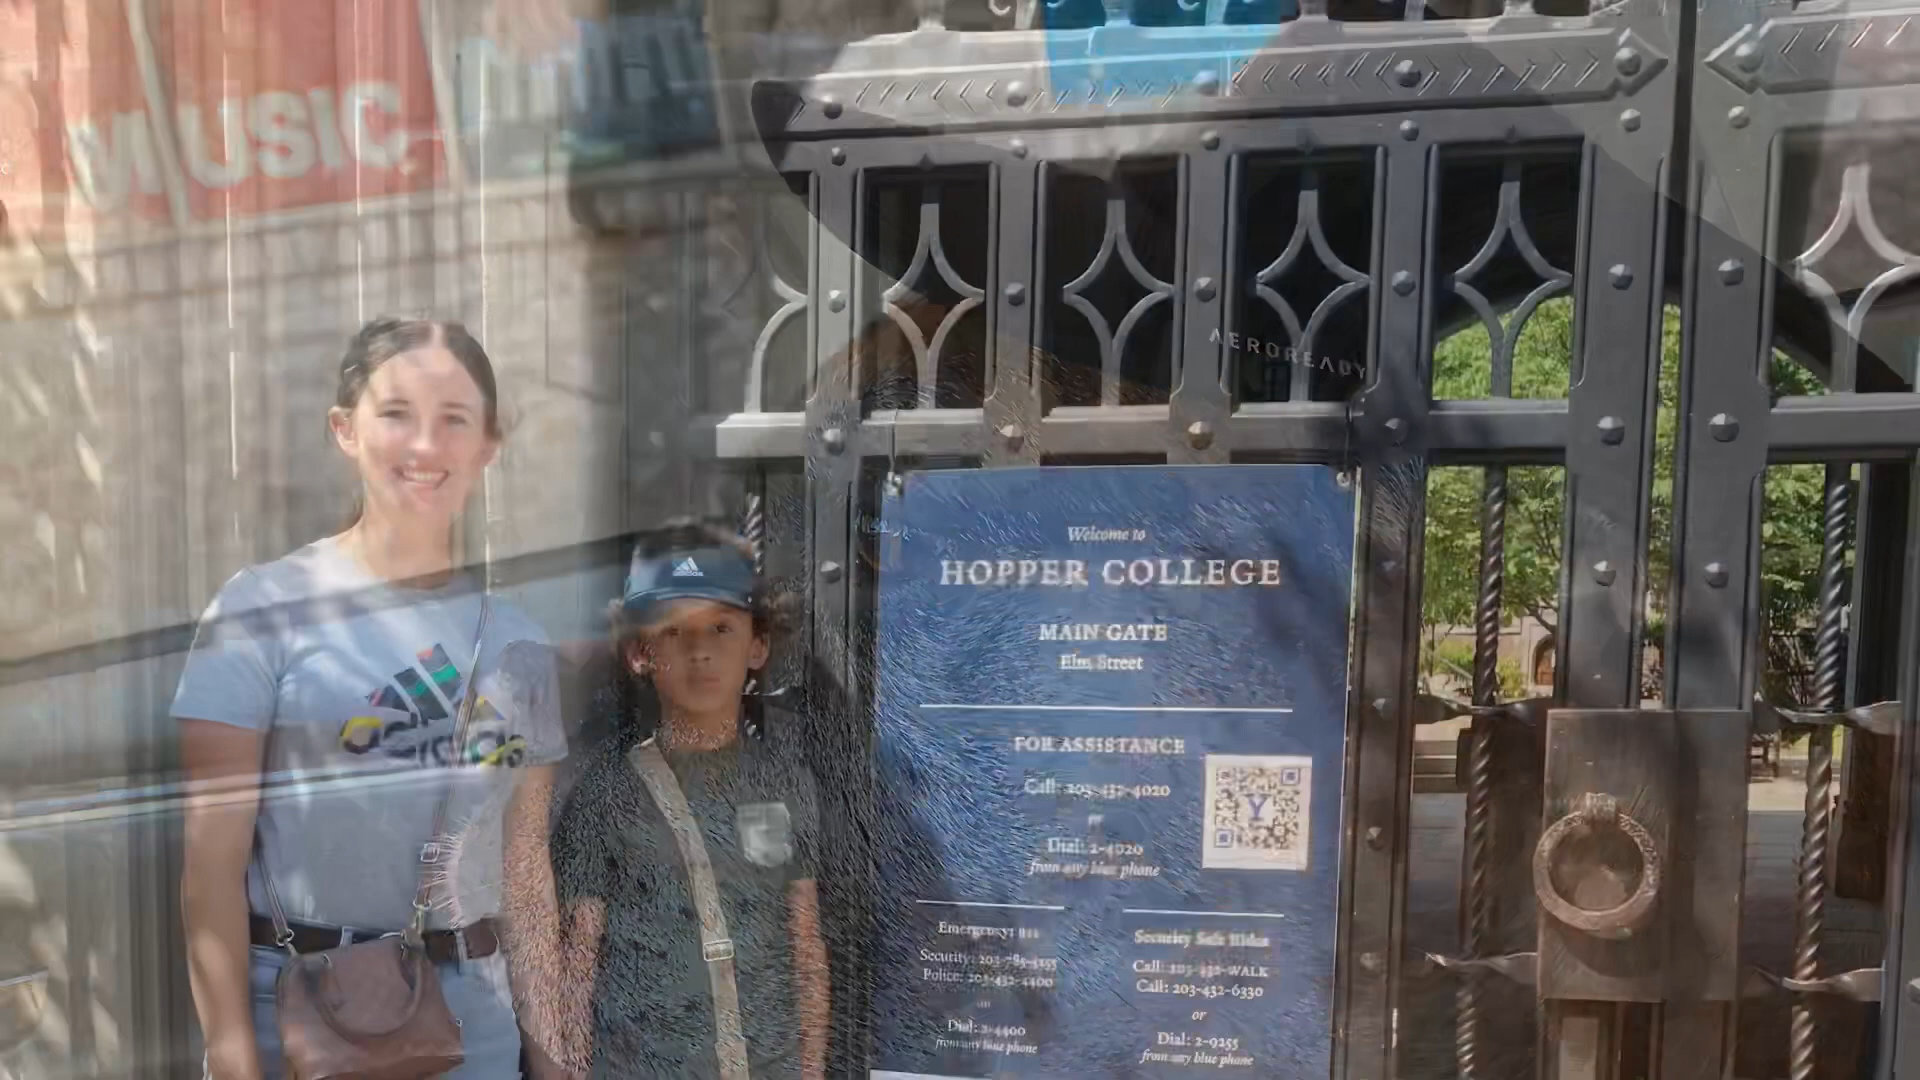 MUSIC
AEROREADY
adidas
adidas
Welcome to
HOPPER COLLEGE
MAIN GATE
Elm Street
FOR ASSISTANCE
Call: 203-432-4020
or
Dial: 2-4020
from any blue phone
Emergency: 911
Security:
Police: 203-432-4400
or
Dial: 2-4400
from any blue phone
Security Safe Rides
Call: 203-432-WALK
Call: 203-432-6330
or
Dial: 2-9255
from any blue phone
Y